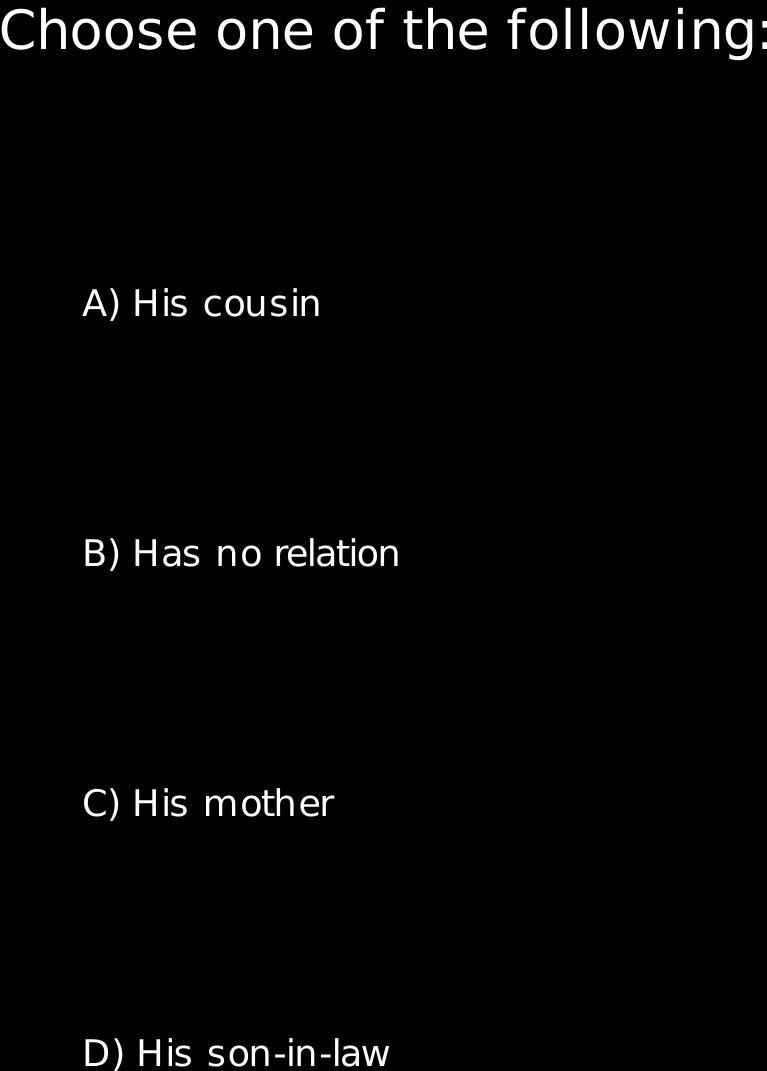 Choose one of the following:
A) His cousin
B) Has no relation
C) His mother
D) His son-in-law